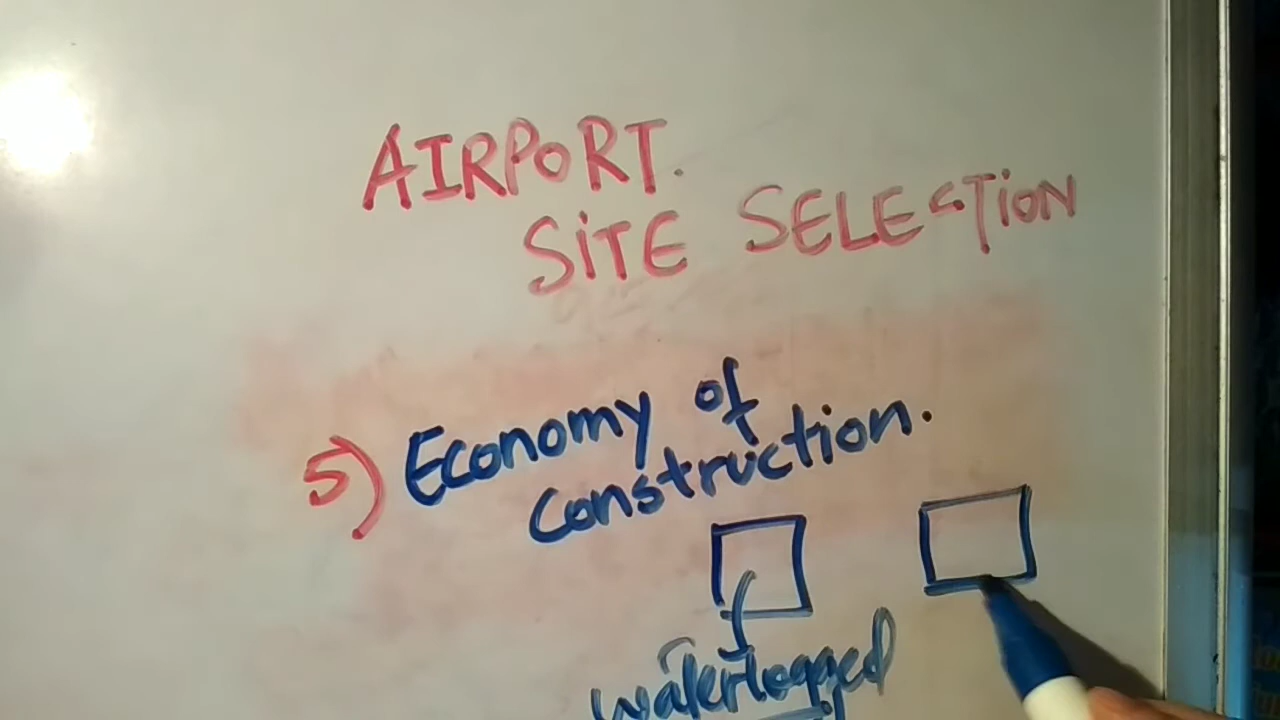 AIRPORT.
SITE SELECTION
5) Economy of
construction.
waterlogged